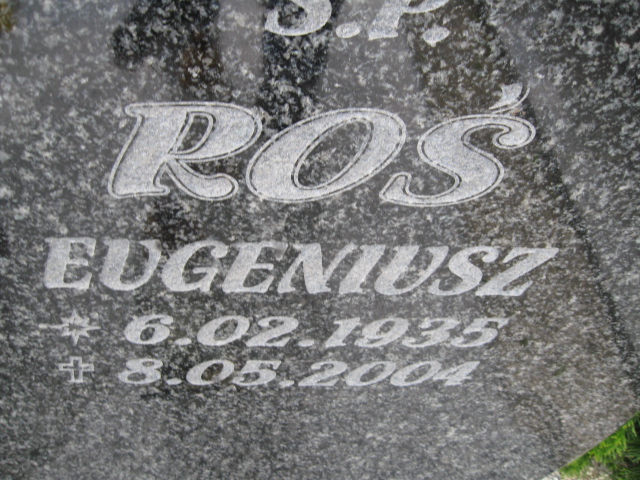 Ś.P.
ROŚ
EUGENIUSZ
6.02.1935
8.05.2004